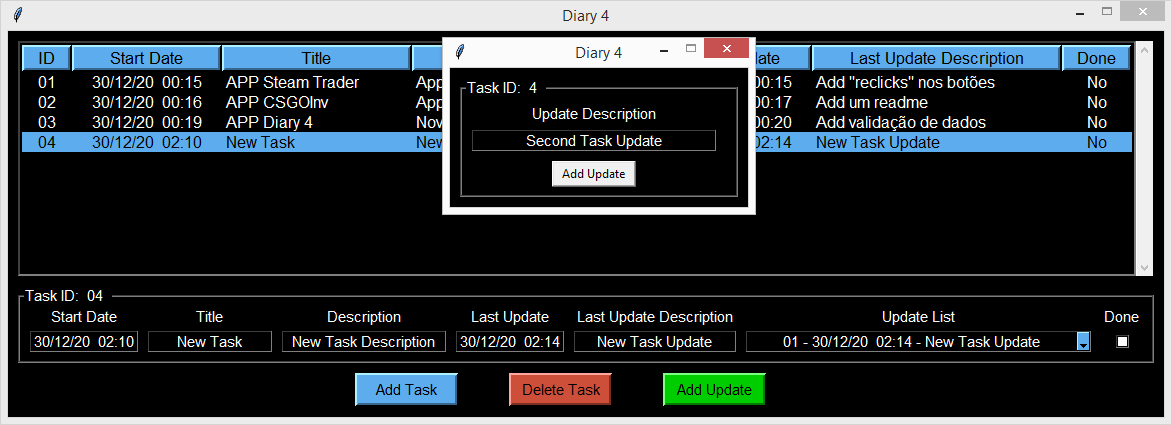 Diary 4
ID Start Date Title Last Update Description Done
01 30/12/20 00:15 APP Steam Trader App 00:15 Add "reclicks" nos botões No
02 30/12/20 00:16 APP CSGOInv App 00:17 Add um readme No
03 30/12/20 00:19 APP Diary 4 Nov 00:20 Add validação de dados No
04 30/12/20 02:10 New Task New 02:14 New Task Update No
Diary 4
Task ID: 4
Update Description
Second Task Update
Add Update
Task ID: 04
Start Date Title Description Last Update Last Update Description Update List Done
30/12/20 02:10 New Task New Task Description 30/12/20 02:14 New Task Update 01 - 30/12/20 02:14 - New Task Update
Add Task Delete Task Add Update